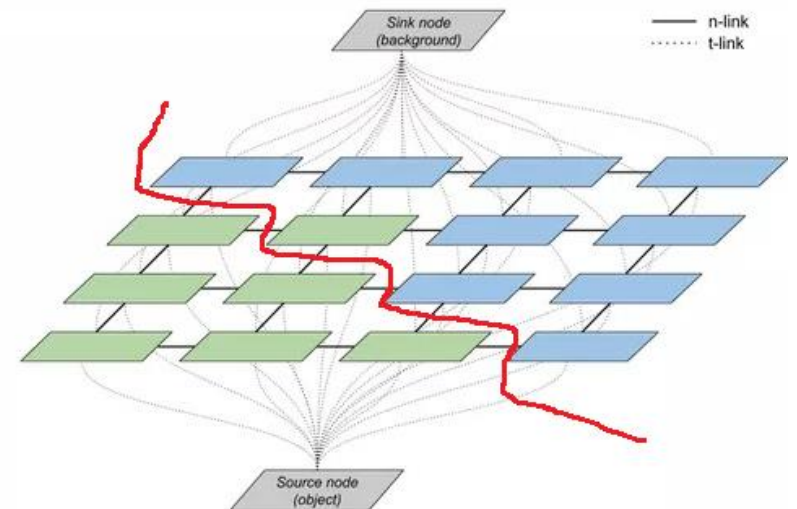 Sink node
(background)
n-link
t-link
Source node
(object)